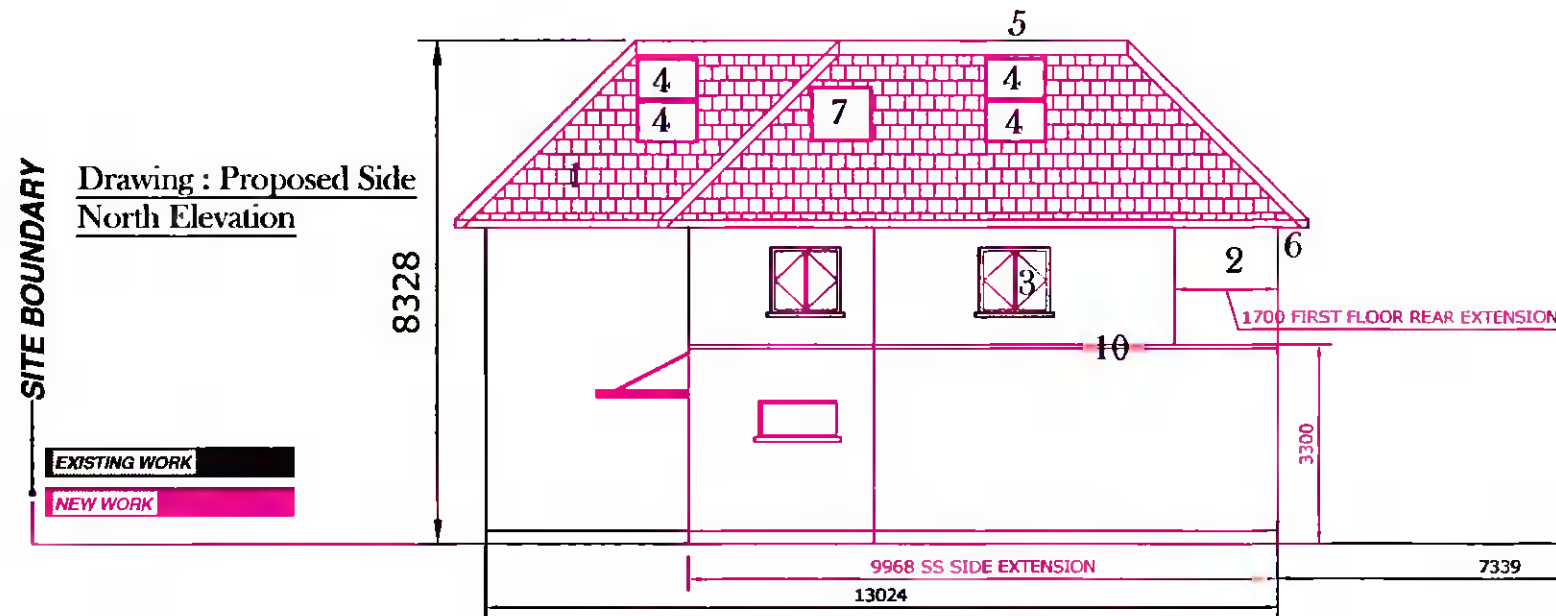 5
4
4
4
7
4
1
SITE BOUNDARY
Drawing : Proposed Side
North Elevation
8328
6
2
3
1700 FIRST FLOOR REAR EXTENSION
10
3300
EXISTING WORK
NEW WORK
9968 SS SIDE EXTENSION
7339
13024